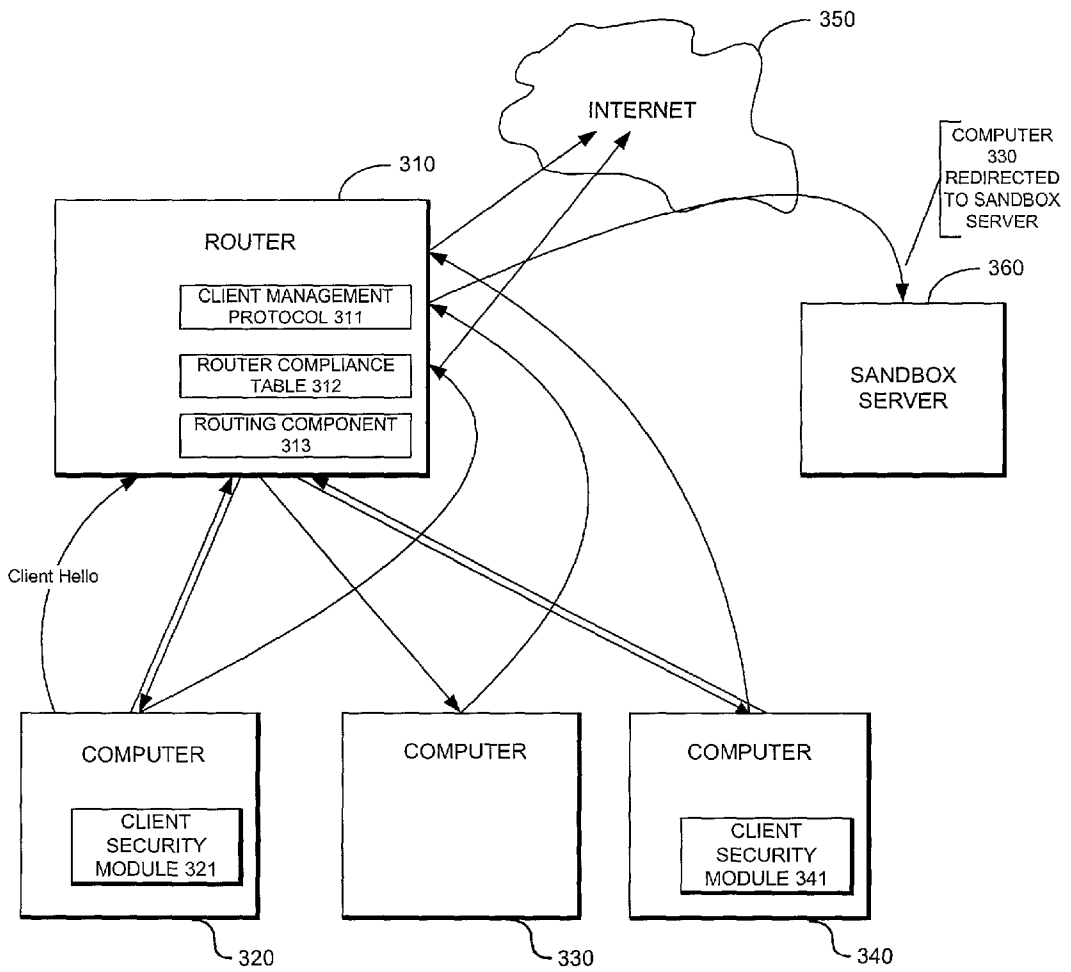 350
INTERNET
COMPUTER
330
REDIRECTED
TO SANDBOX
SERVER
310
ROUTER
CLIENT MANAGEMENT
PROTOCOL 311
ROUTER COMPLIANCE
TABLE 312
ROUTING COMPONENT
313
360
SANDBOX
SERVER
Client Hello
COMPUTER
CLIENT
SECURITY
MODULE 321
320
COMPUTER
330
COMPUTER
CLIENT
SECURITY
MODULE 341
340